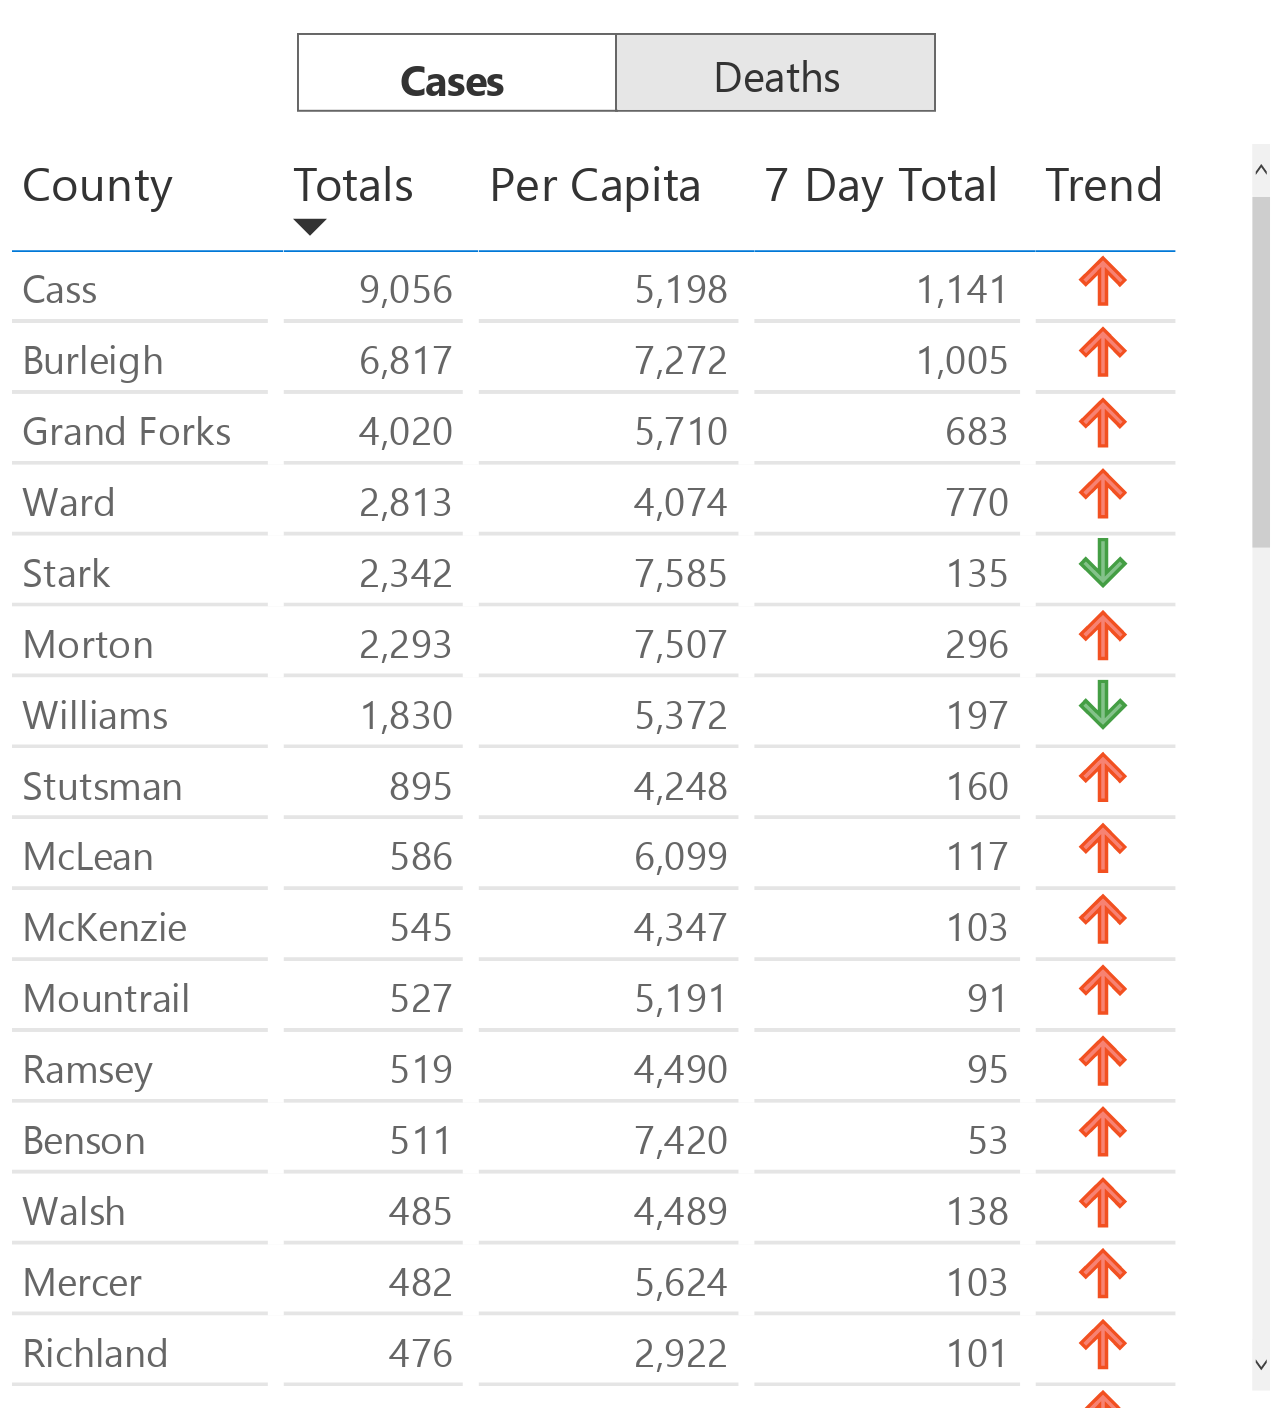 Cases Deaths
County Totals Per Capita 7 Day Total Trend
Cass 9,056 5,198 1,141
Burleigh 6,817 7,272 1,005
Grand Forks 4,020 5,710 683
Ward 2,813 4,074 770
Stark 2,342 7,585 135
Morton 2,293 7,507 296
Williams 1,830 5,372 197
Stutsman 895 4,248 160
McLean 586 6,099 117
McKenzie 545 4,347 103
Mountrail 527 5,191 91
Ramsey 519 4,490 95
Benson 511 7,420 53
Walsh 485 4,489 138
Mercer 482 5,624 103
Richland 476 2,922 101